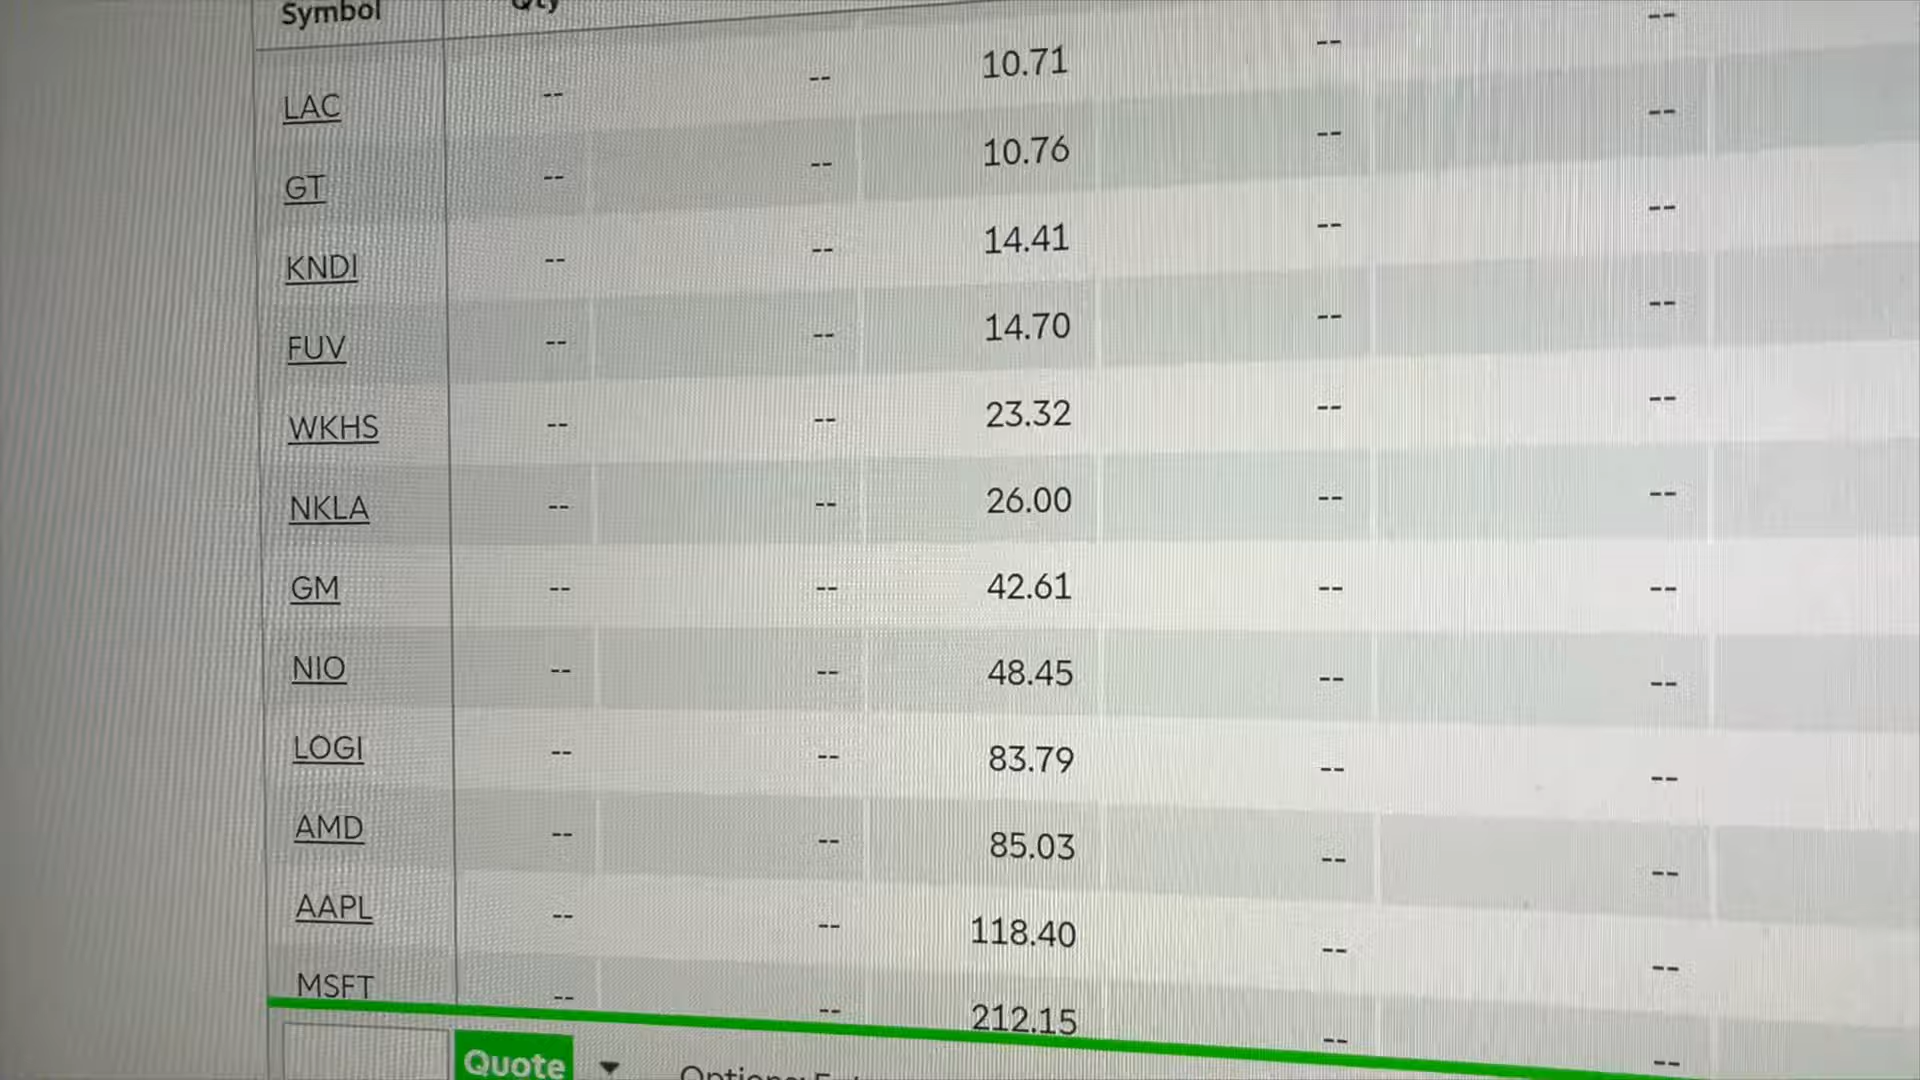 Symbol Qty
LAC -- -- 10.71 -- --
GT -- -- 10.76 -- --
KNDI -- -- 14.41 -- --
FUV -- -- 14.70 -- --
WKHS -- -- 23.32 -- --
NKLA -- -- 26.00 -- --
GM -- -- 42.61 -- --
NIO -- -- 48.45 -- --
LOGI -- -- 83.79 -- --
AMD -- -- 85.03 -- --
AAPL -- -- 118.40 -- --
MSFT -- -- 212.15 -- --
Quote